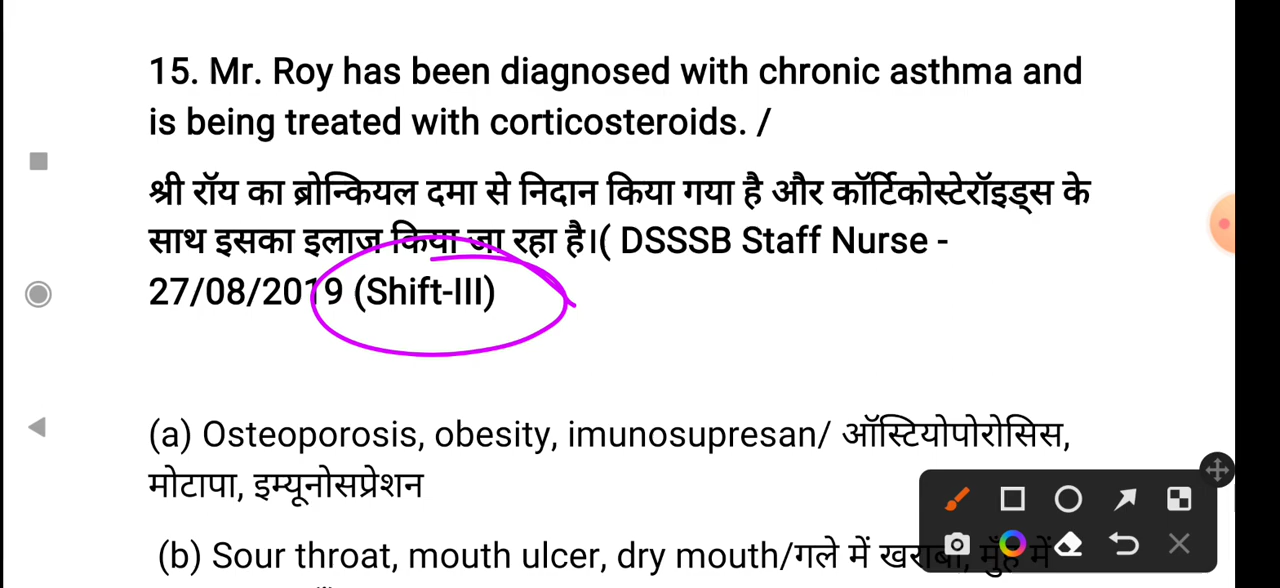 15. Mr. Roy has been diagnosed with chronic asthma and
is being treated with corticosteroids. /
श्री रॉय का ब्रोन्कियल दमा से निदान किया गया है और कॉर्टिकोस्टेरॉइड्स के
साथ इसका इलाज किया जा रहा है।( DSSSB Staff Nurse -
27/08/2019 (Shift-III)
(a) Osteoporosis, obesity, imunosupresan/ ऑस्टियोपोरोसिस,
मोटापा, इम्यूनोसप्रेशन
(b) Sour throat, mouth ulcer, dry mouth/गले में खराबी, मुँह में